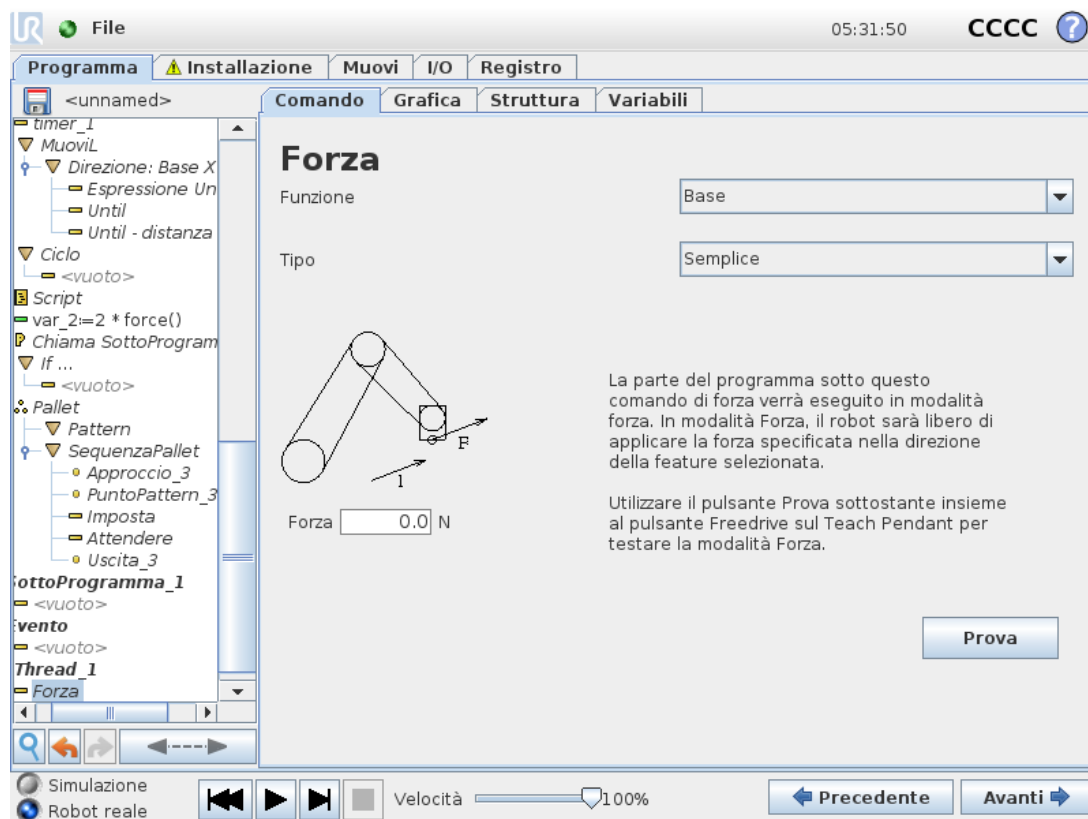 UR File 05:31:50 CCCC ?
Programma Installazione Muovi I/O Registro
<unnamed> Comando Grafica Struttura Variabili
timer_1
MuoviL
Direzione: Base X
Espressione Un
Until
Until - distanza
Ciclo
<vuoto>
Script
var_2:=2 * force()
Chiama SottoProgram
If ...
<vuoto>
Pallet
Pattern
SequenzaPallet
Approccio_3
PuntoPattern_3
Imposta
Attendere
Uscita_3
SottoProgramma_1
<vuoto>
Evento
<vuoto>
Thread_1
Forza
Forza
Funzione Base
Tipo Semplice
F
1
Forza 0.0 N
La parte del programma sotto questo
comando di forza verrà eseguito in modalità
forza. In modalità Forza, il robot sarà libero di
applicare la forza specificata nella direzione
della feature selezionata.
Utilizzare il pulsante Prova sottostante insieme
al pulsante Freedrive sul Teach Pendant per
testare la modalità Forza.
Prova
Simulazione
Robot reale
Velocità 100%
Precedente Avanti